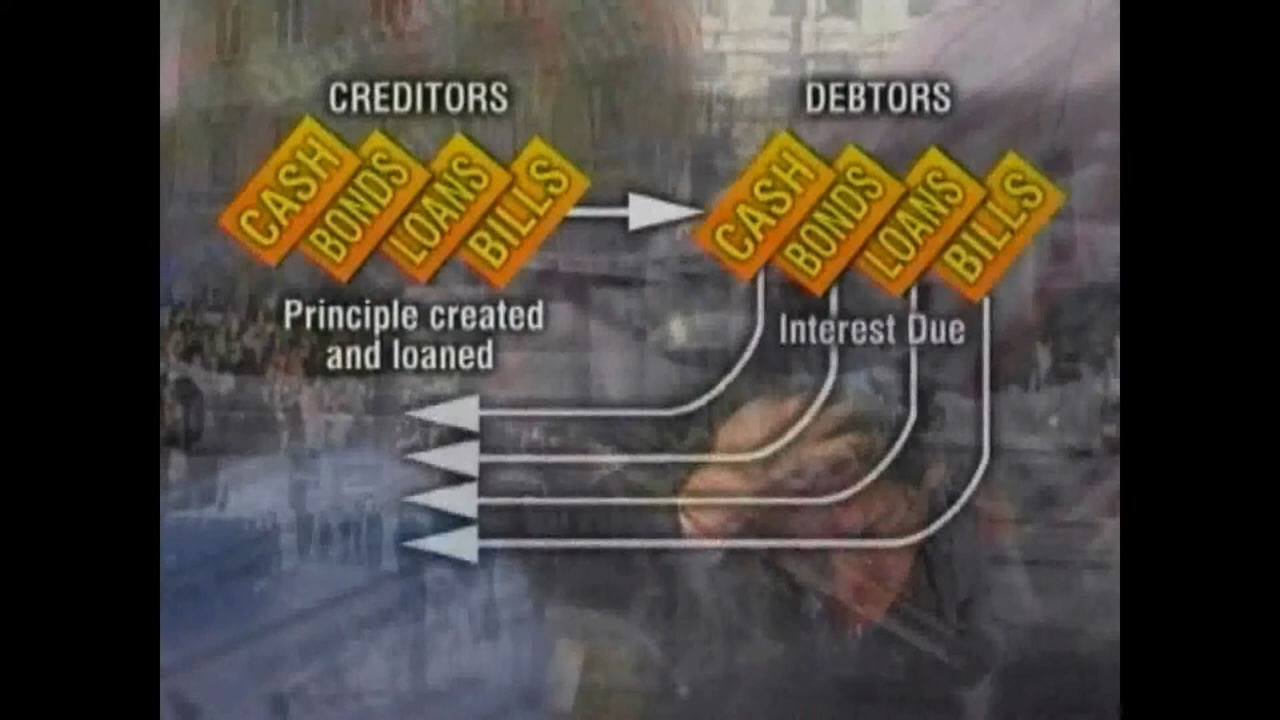 CREDITORS
CASH
BONDS
LOANS
BILLS
Principle created
and loaned
DEBTORS
CASH
BONDS
LOANS
BILLS
Interest Due